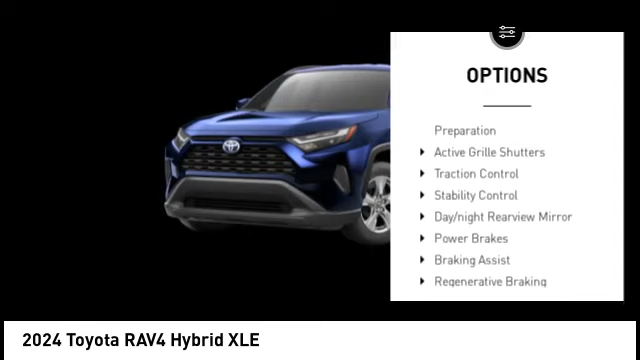 OPTIONS
Preparation
Active Grille Shutters
Traction Control
Stability Control
Day/night Rearview Mirror
Power Brakes
Braking Assist
Regenerative Braking
2024 Toyota RAV4 Hybrid XLE